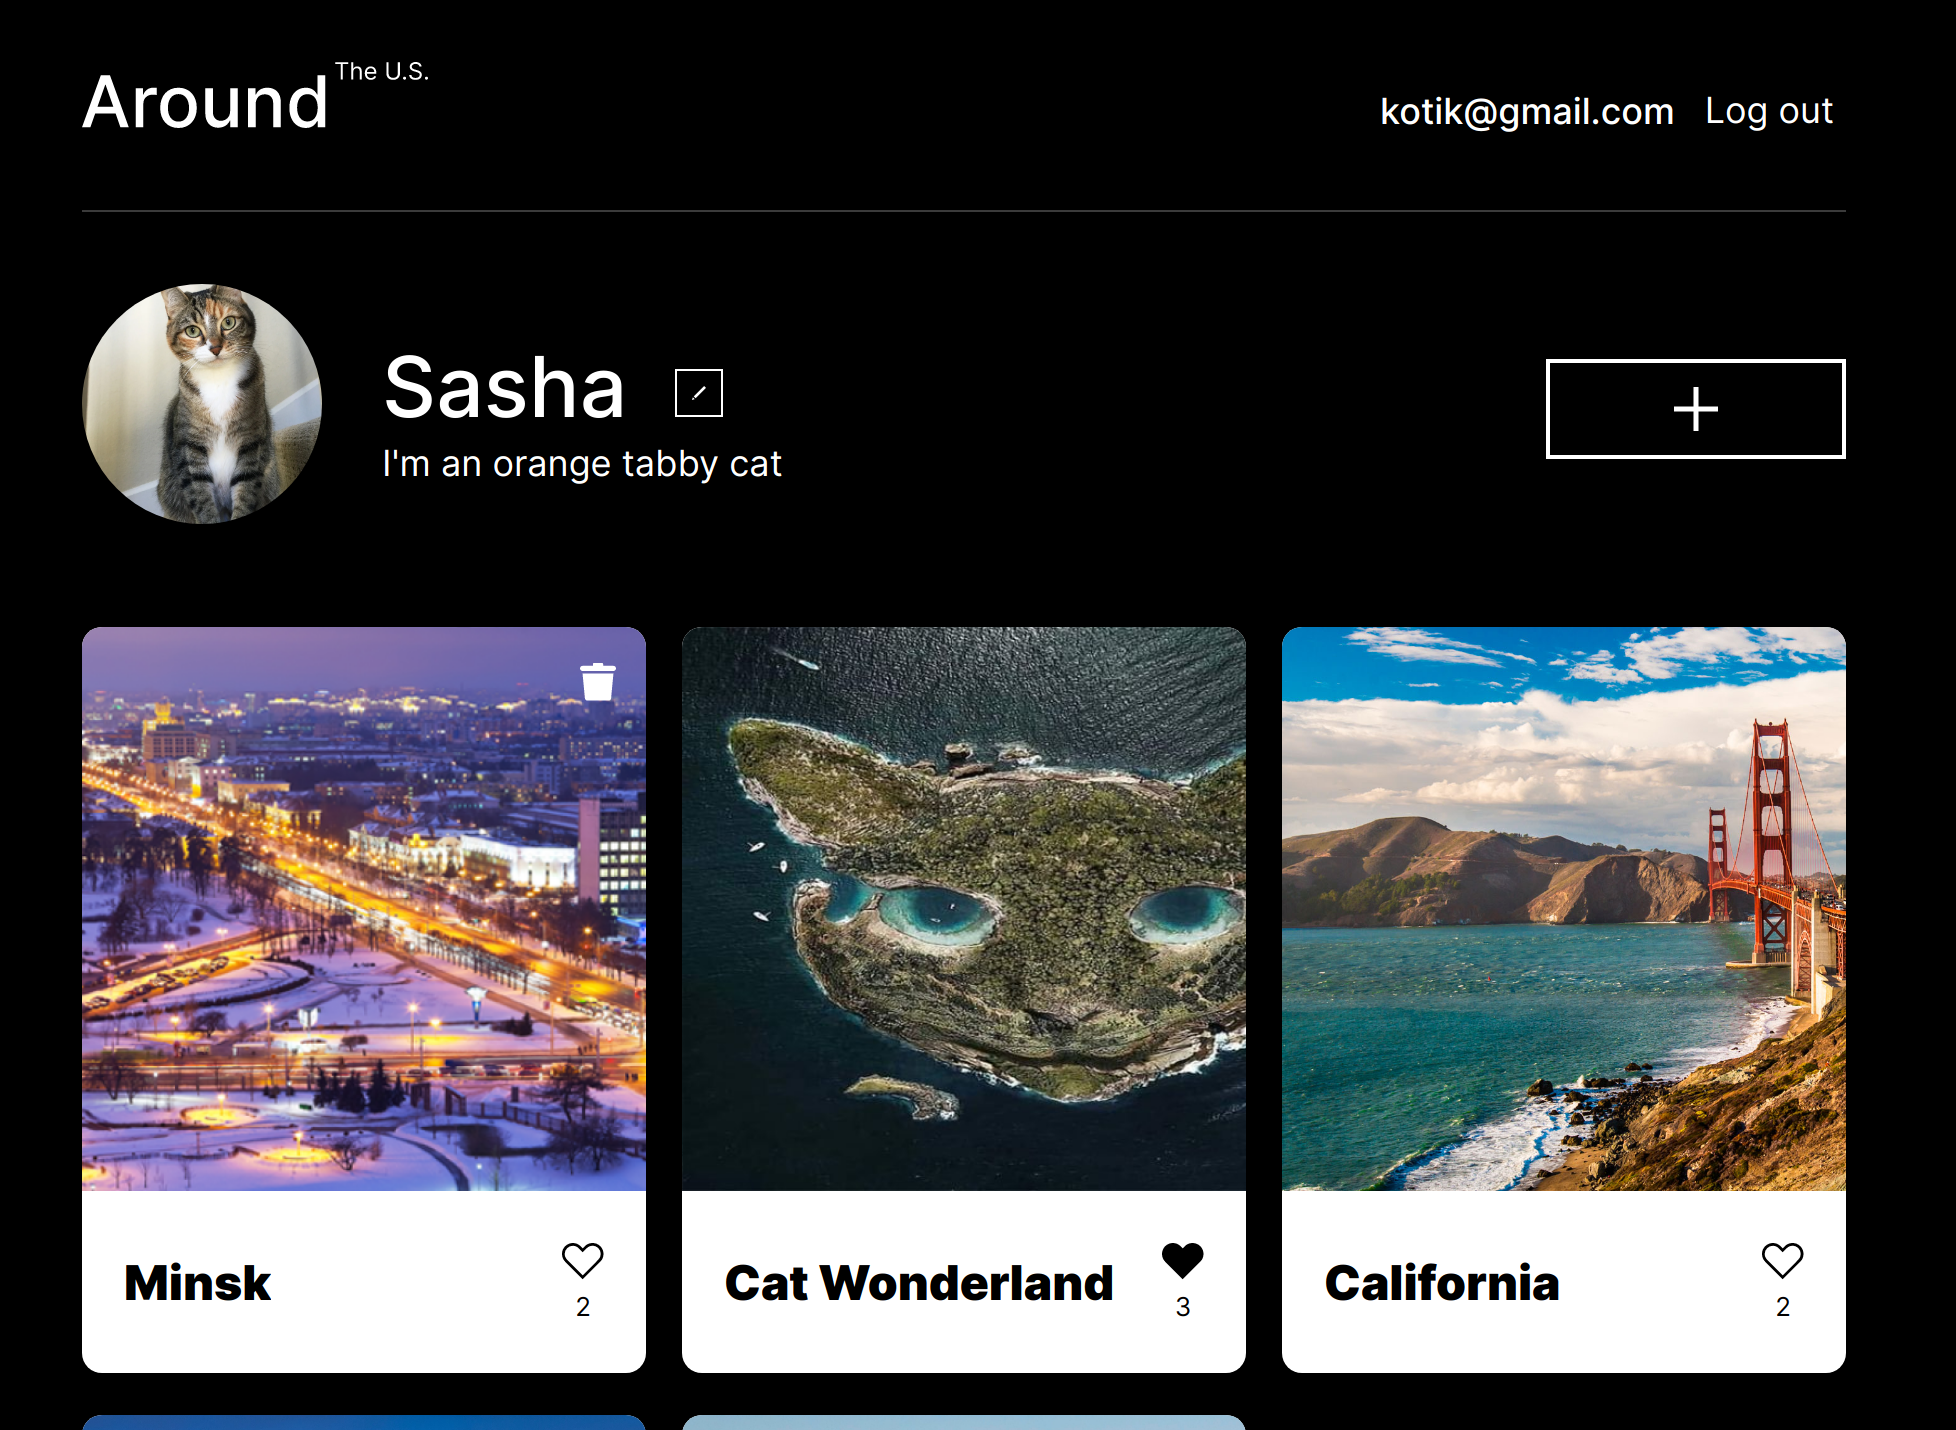 Around The U.S.
kotik@gmail.com Log out
Sasha
I'm an orange tabby cat
Minsk
2
Cat Wonderland
3
California
2